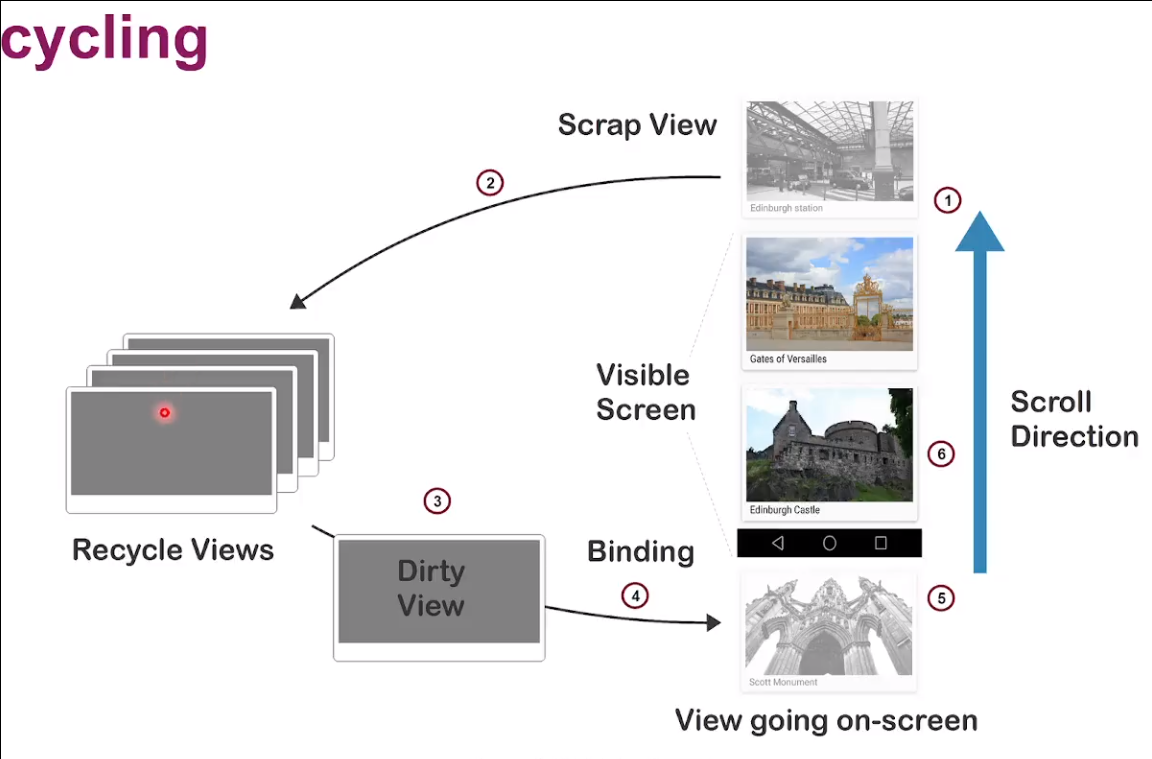 cycling
Scrap View
Edinburgh station
2
1
Gates of Versailles
Visible
Screen
Scroll
Direction
6
Edinburgh Castle
3
Recycle Views
Dirty
View
Binding
4
5
Scott Monument
View going on-screen